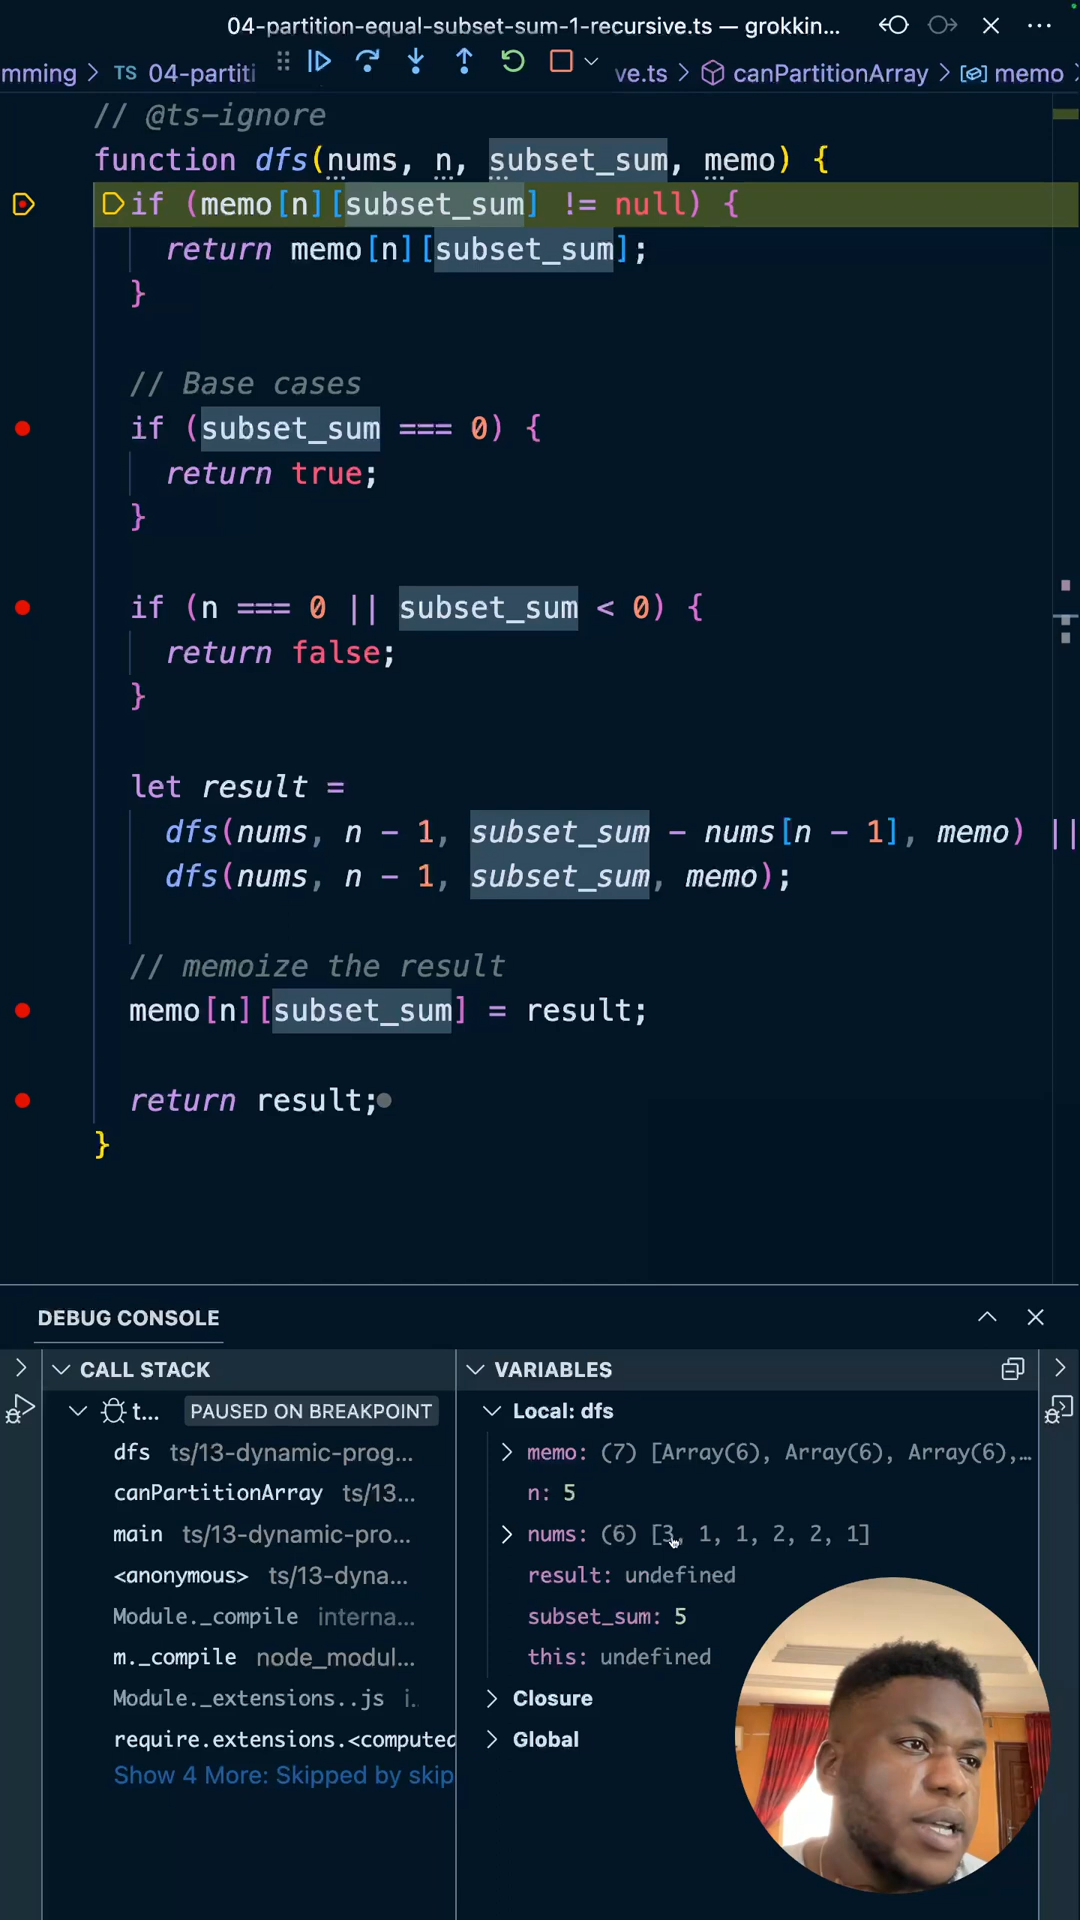 04-partition-equal-subset-sum-1-recursive.ts — grokkin...
mming > TS 04-partiti
ve.ts > canPartitionArray > memo
// @ts-ignore
function dfs(nums, n, subset_sum, memo) {
if (memo[n][subset_sum] != null) {
return memo[n][subset_sum];
}
// Base cases
if (subset_sum === 0) {
return true;
}
if (n === 0 || subset_sum < 0) {
return false;
}
let result =
dfs(nums, n - 1, subset_sum - nums[n - 1], memo) ||
dfs(nums, n - 1, subset_sum, memo);
// memoize the result
memo[n][subset_sum] = result;
return result;
}
DEBUG CONSOLE
CALL STACK
t... PAUSED ON BREAKPOINT
dfs ts/13-dynamic-prog...
canPartitionArray ts/13...
main ts/13-dynamic-pro...
<anonymous> ts/13-dyna...
Module._compile interna...
m._compile node_modul...
Module._extensions..js i..
require.extensions.<computed
Show 4 More: Skipped by skip
VARIABLES
Local: dfs
memo: (7) [Array(6), Array(6), Array(6),...
n: 5
nums: (6) [3, 1, 1, 2, 2, 1]
result: undefined
subset_sum: 5
this: undefined
Closure
Global